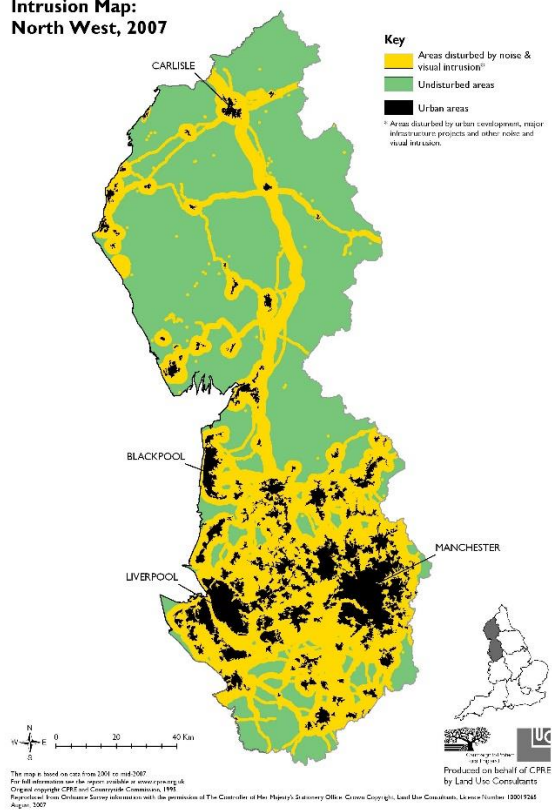 Intrusion Map:
North West, 2007
Key
Areas disturbed by noise &
visual intrusion*
Undisturbed areas
Urban areas
* Areas disturbed by urban development, major
infrastructure projects and other noise and
visual intrusion.
CARLISLE
BLACKPOOL
MANCHESTER
LIVERPOOL
N
W E
S
0 20 40 Km
Produced on behalf of CPRE
by Land Use Consultants
This map is based on data from 2001 to mid-2007
For full information see the report available at www.cpre.org.uk
Original copyright CPRE and Countryside Commission, 1995
Reproduced from Ordnance Survey information with the permission of The Controller of Her Majesty's Stationery Office Crown Copyright, Land Use Consultants, Licence Number 100019265
August, 2007